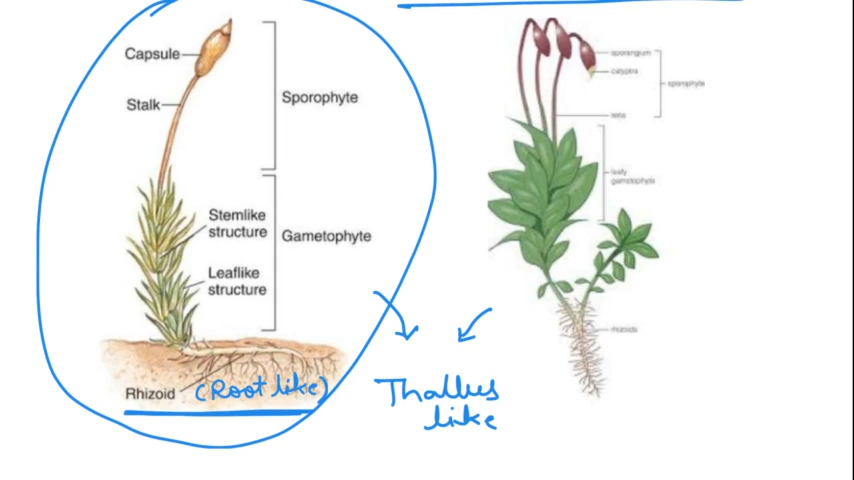 Capsule
Stalk
Sporophyte
Stemlike
structure
Gametophyte
Leaflike
structure
Rhizoid (Root like)
Thallus
like
sporangium
calyptra
sporophyte
seta
leafy
gametophyte
rhizoids